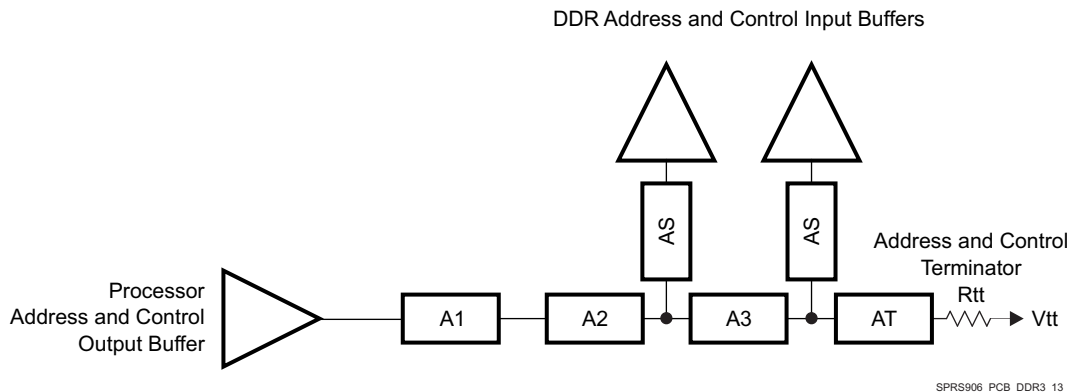 DDR Address and Control Input Buffers
AS
AS
Processor
Address and Control
Output Buffer
A1
A2
A3
AT
Address and Control
Terminator
Rtt
Vtt
SPRS906_PCB_DDR3_13